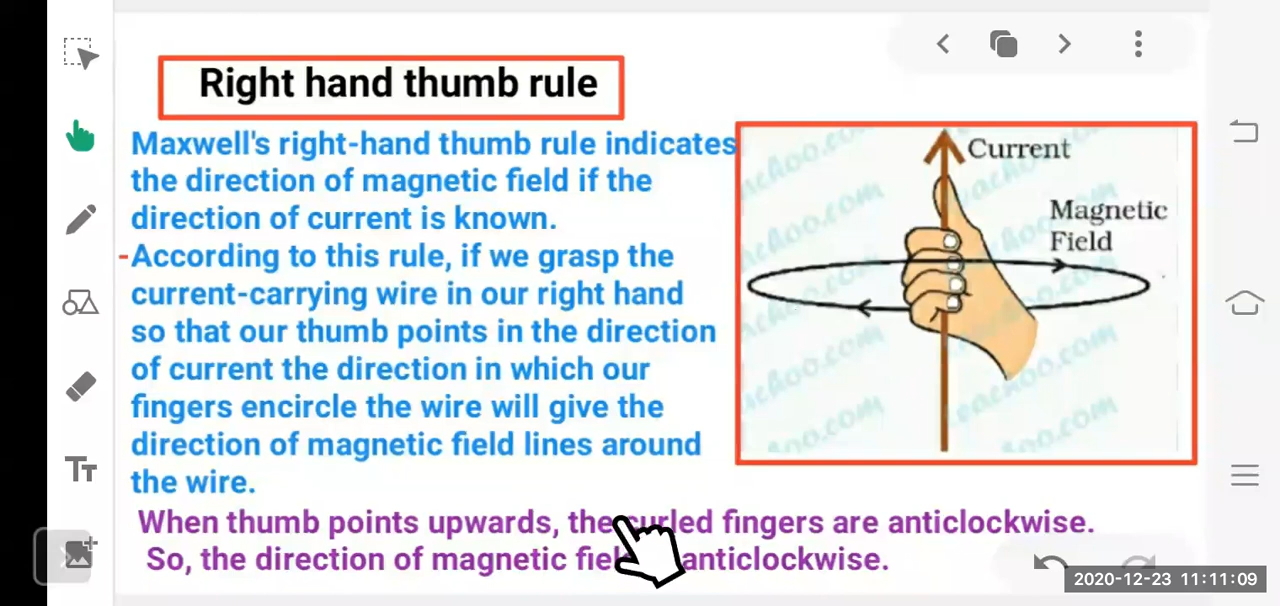 Right hand thumb rule
Maxwell's right-hand thumb rule indicates
the direction of magnetic field if the
direction of current is known.
-According to this rule, if we grasp the
current-carrying wire in our right hand
so that our thumb points in the direction
of current the direction in which our
fingers encircle the wire will give the
direction of magnetic field lines around
the wire.
Current
Magnetic
Field
When thumb points upwards, the curled fingers are anticlockwise.
So, the direction of magnetic anticlockwise.
TT
2020-12-23 11:11:09